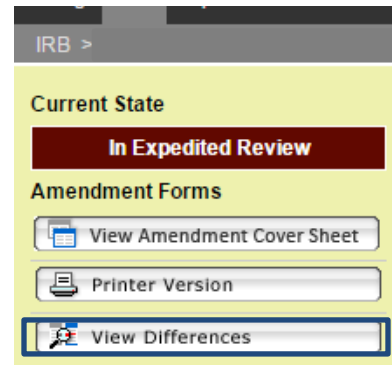 IRB >
Current State
In Expedited Review
Amendment Forms
View Amendment Cover Sheet
Printer Version
View Differences